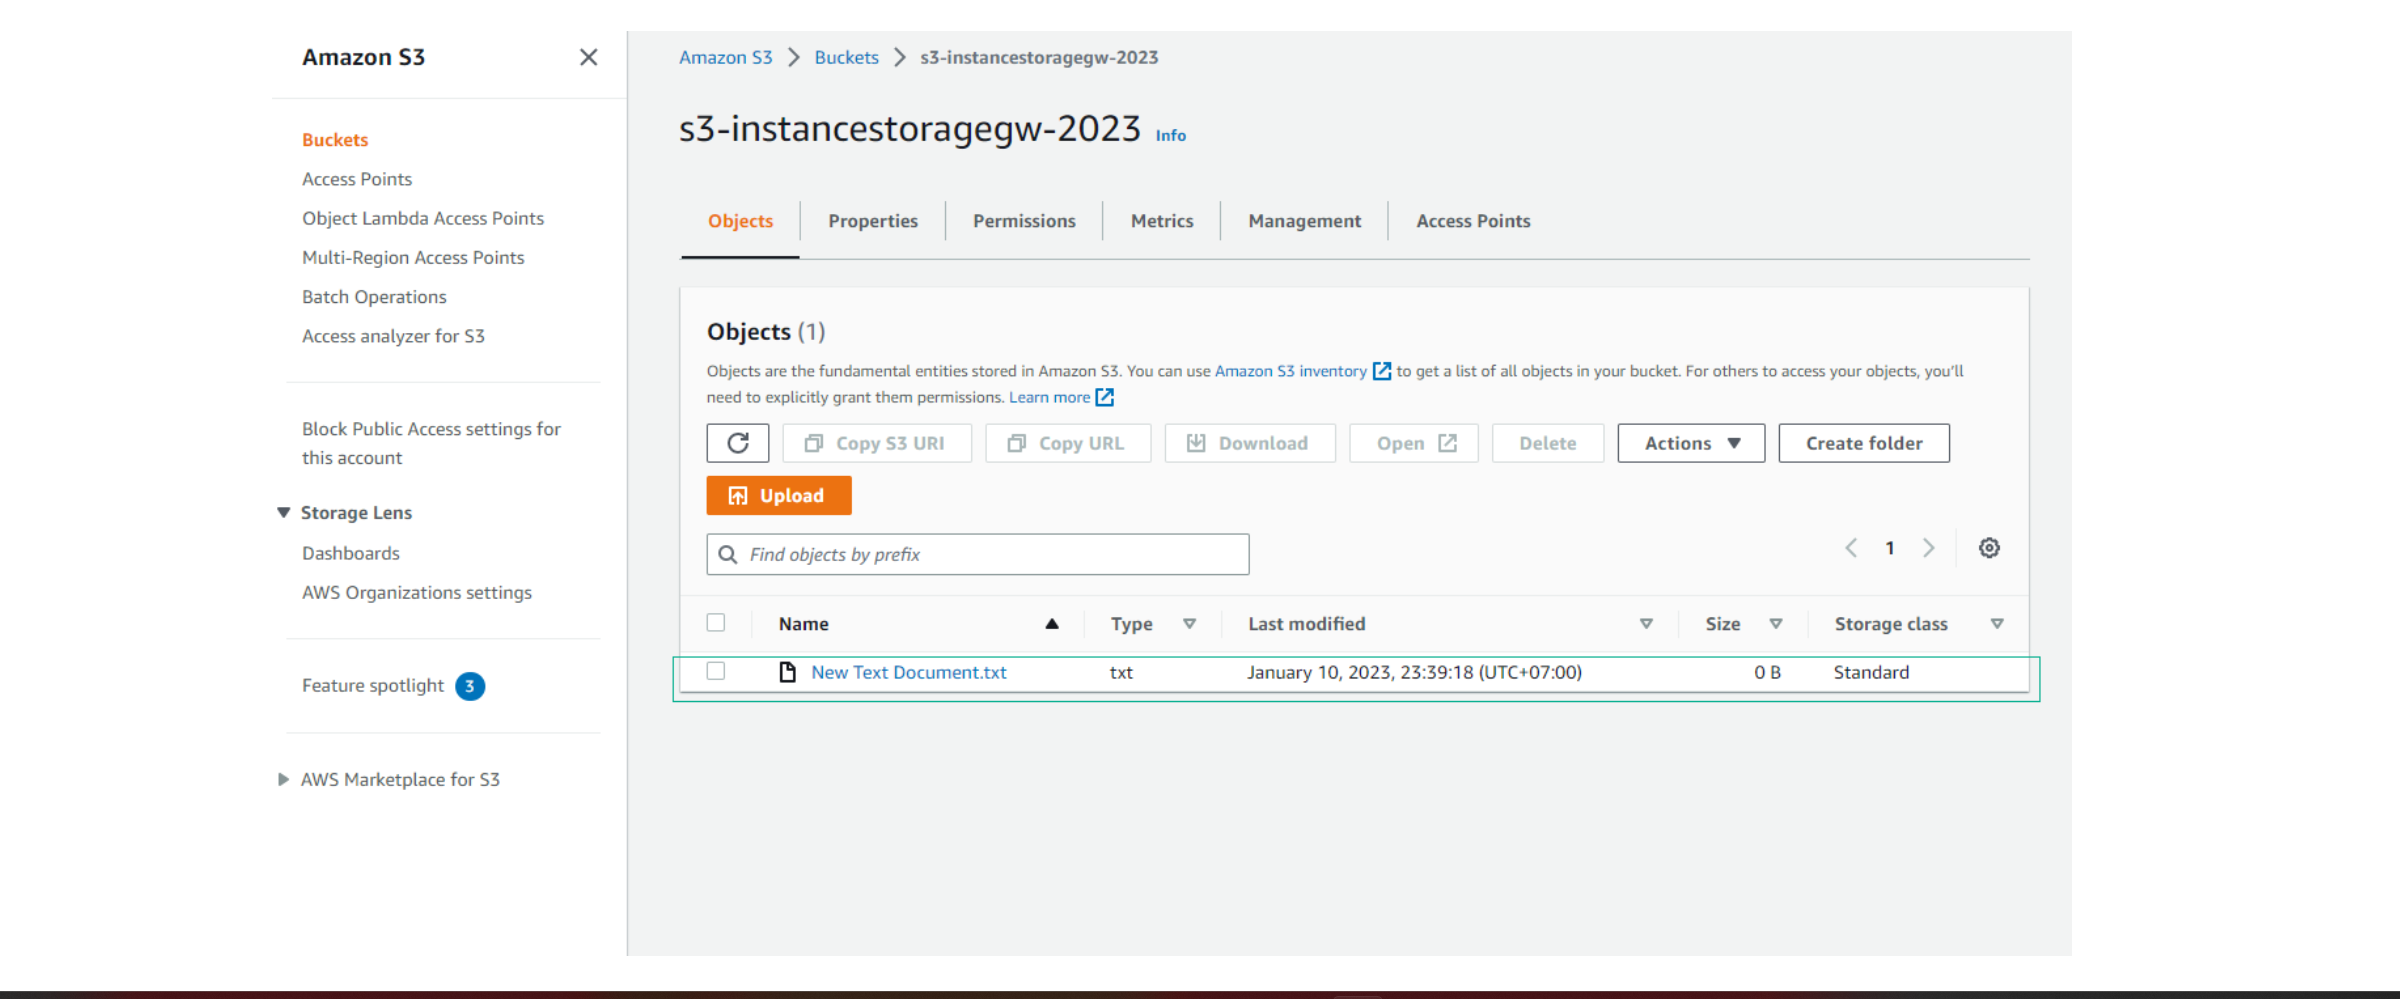 Amazon S3
Buckets
Access Points
Object Lambda Access Points
Multi-Region Access Points
Batch Operations
Access analyzer for S3
Block Public Access settings for
this account
Storage Lens
Dashboards
AWS Organizations settings
Feature spotlight 3
AWS Marketplace for S3
Amazon S3 Buckets s3-instancestoragegw-2023
s3-instancestoragegw-2023 Info
Objects Properties Permissions Metrics Management Access Points
Objects (1)
Objects are the fundamental entities stored in Amazon S3. You can use Amazon S3 inventory to get a list of all objects in your bucket. For others to access your objects, you'll
need to explicitly grant them permissions. Learn more
Copy S3 URI Copy URL Download Open Delete Actions Create folder
Upload
Find objects by prefix 1
Name Type Last modified Size Storage class
New Text Document.txt txt January 10, 2023, 23:39:18 (UTC+07:00) 0 B Standard